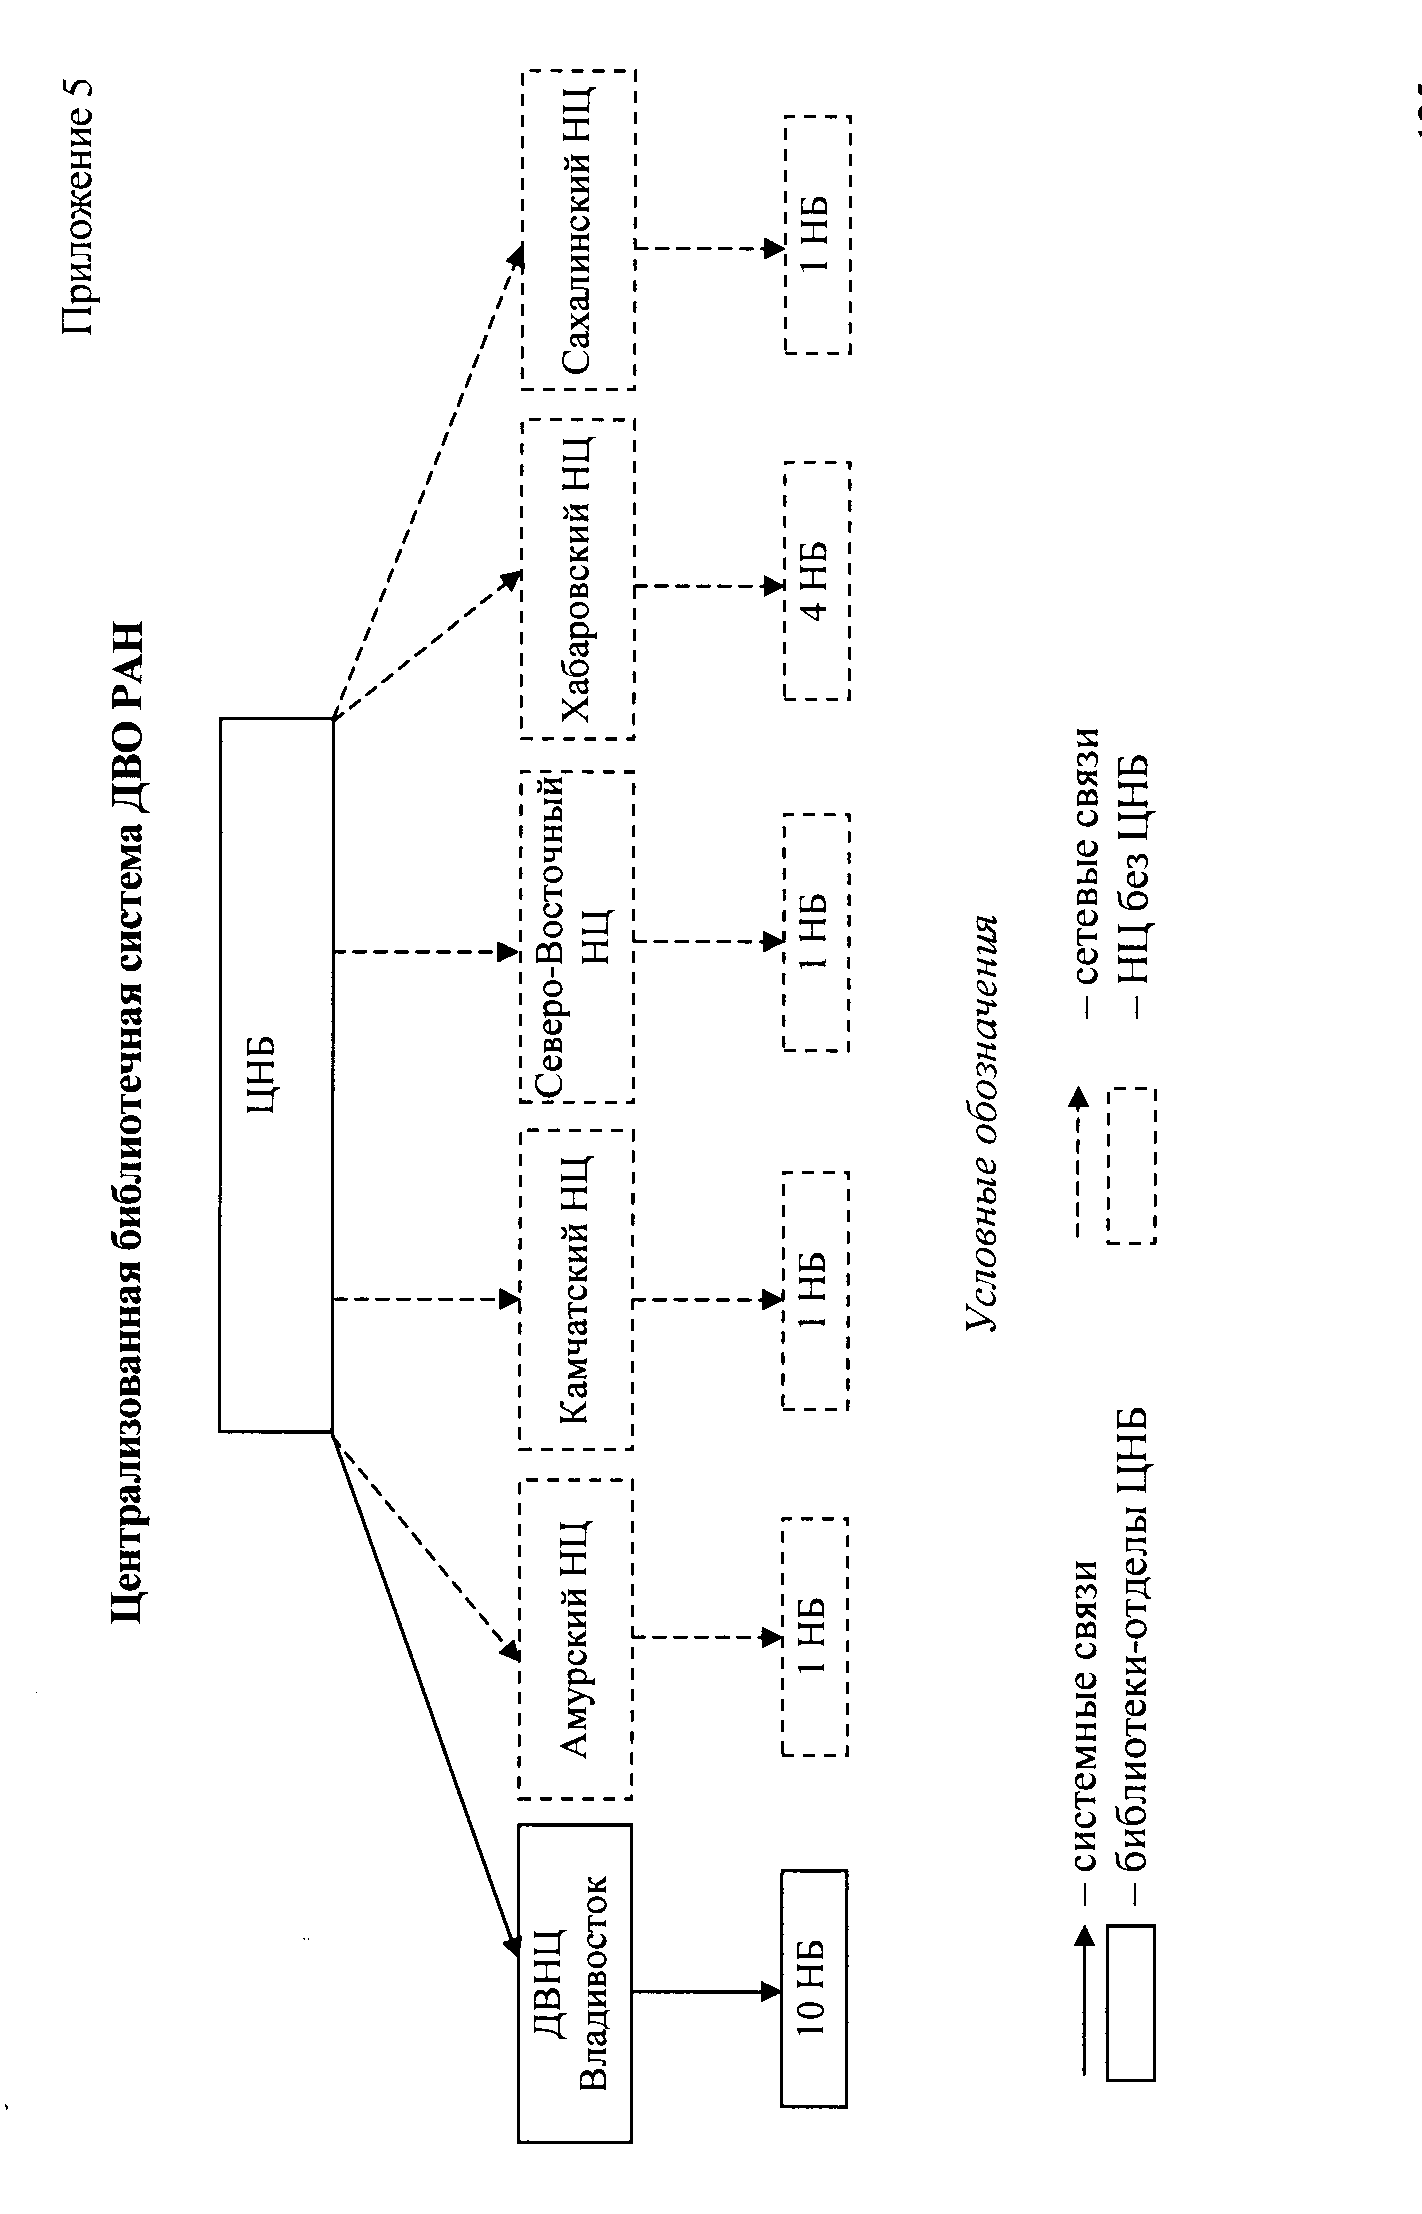 Приложение 5
Централизованная библиотечная система ДВО РАН
ЦНБ
ДВНЦ
Владивосток
Амурский НЦ
Камчатский НЦ
Северо-Восточный
НЦ
Хабаровский НЦ
Сахалинский НЦ
10 НБ
1 НБ
1 НБ
1 НБ
4 НБ
1 НБ
Условные обозначения
– системные связи
– библиотеки-отделы ЦНБ
– сетевые связи
– НЦ без ЦНБ